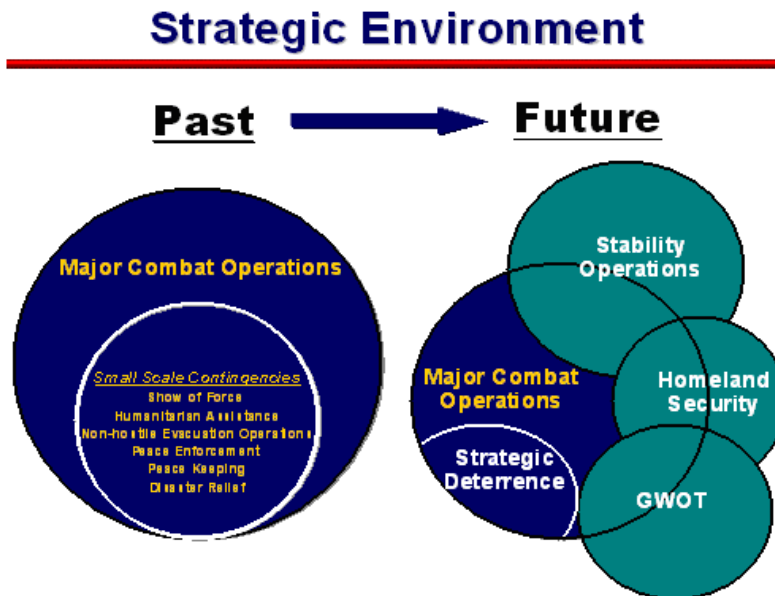 Strategic Environment
Past
Future
Major Combat Operations
Small Scale Contingencies
Show of Force
Humanitarian Assistance
Non-hostile Evacuation Operations
Peace Enforcement
Peace Keeping
Disaster Relief
Stability
Operations
Major Combat
Operations
Homeland
Security
Strategic
Deterrence
GWOT